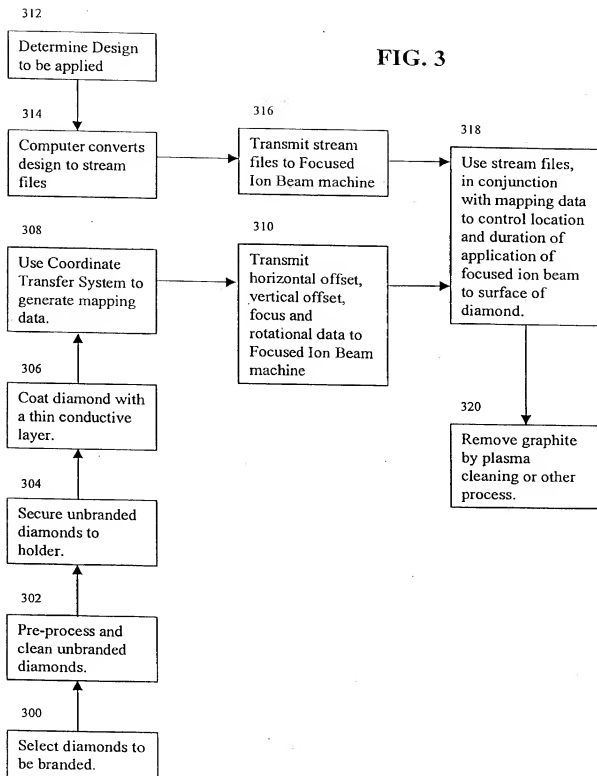 312
Determine Design
to be applied
FIG. 3
314
Computer converts
design to stream
files
316
Transmit stream
files to Focused
Ion Beam machine
318
Use stream files,
in conjunction
with mapping data
to control location
and duration of
application of
focused ion beam
to surface of
diamond.
308
Use Coordinate
Transfer System to
generate mapping
data.
310
Transmit
horizontal offset,
vertical offset,
focus and
rotational data to
Focused Ion Beam
machine
306
Coat diamond with
a thin conductive
layer.
320
Remove graphite
by plasma
cleaning or other
process.
304
Secure unbranded
diamonds to
holder.
302
Pre-process and
clean unbranded
diamonds.
300
Select diamonds to
be branded.